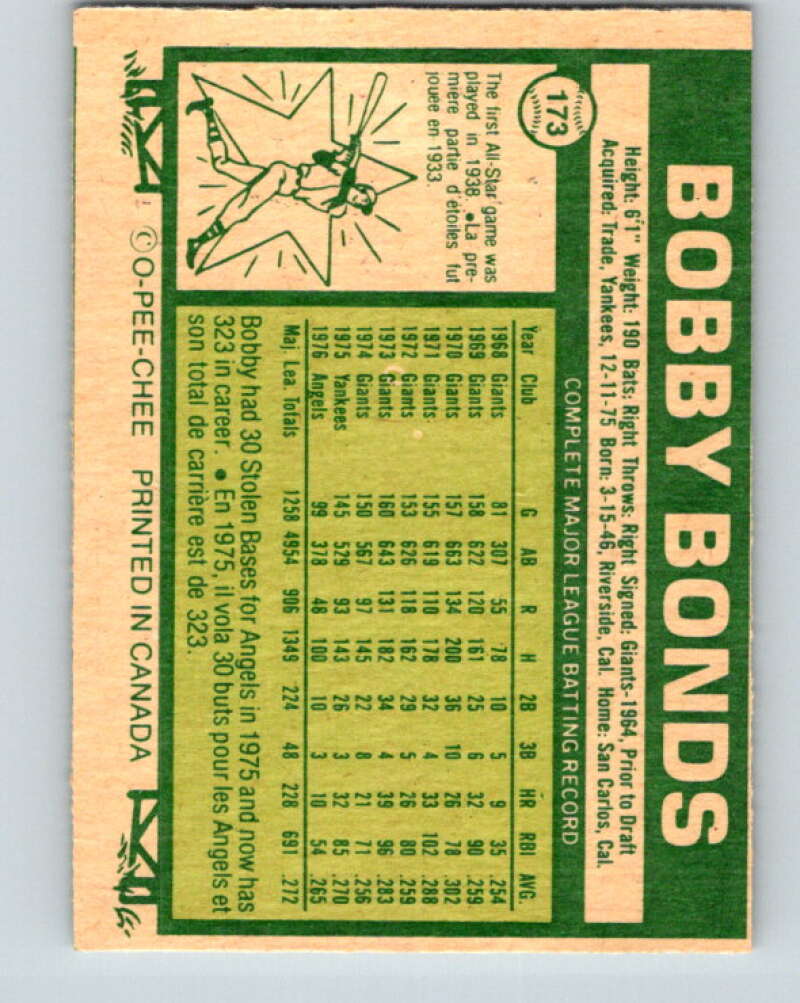 BOBBY BONDS
173
Height: 6'1" Weight: 190 Bats: Right Throws: Right Signed: Giants-1964, Prior to Draft
Acquired: Trade, Yankees, 12-11-75 Born: 3-15-46, Riverside, Cal. Home: San Carlos, Cal.
The first All-Star game was
played in 1938. •La pre-
mière partie d'étoiles fut
jouée en 1933.
COMPLETE MAJOR LEAGUE BATTING RECORD
Year Club G AB R H 2B 3B HR RBI AVG.
1968 Giants 81 307 55 78 10 5 9 35 .254
1969 Giants 158 622 120 161 25 6 32 90 .259
1970 Giants 157 663 134 200 36 10 26 78 .302
1971 Giants 155 619 110 178 32 4 33 102 .288
1972 Giants 153 626 118 162 29 5 26 80 .259
1973 Giants 160 643 131 182 34 4 39 96 .283
1974 Giants 150 567 97 145 22 8 21 71 .256
1975 Yankees 145 529 93 143 26 3 32 85 .270
1976 Angels 99 378 48 100 10 3 10 54 .265
Maj. Lea. Totals 1258 4954 906 1349 224 48 228 691 .272
Bobby had 30 Stolen Bases for Angels in 1975 and now has
323 in career. • En 1975, il vola 30 buts pour les Angels et
son total de carrière est de 323.
©O-PEE-CHEE PRINTED IN CANADA